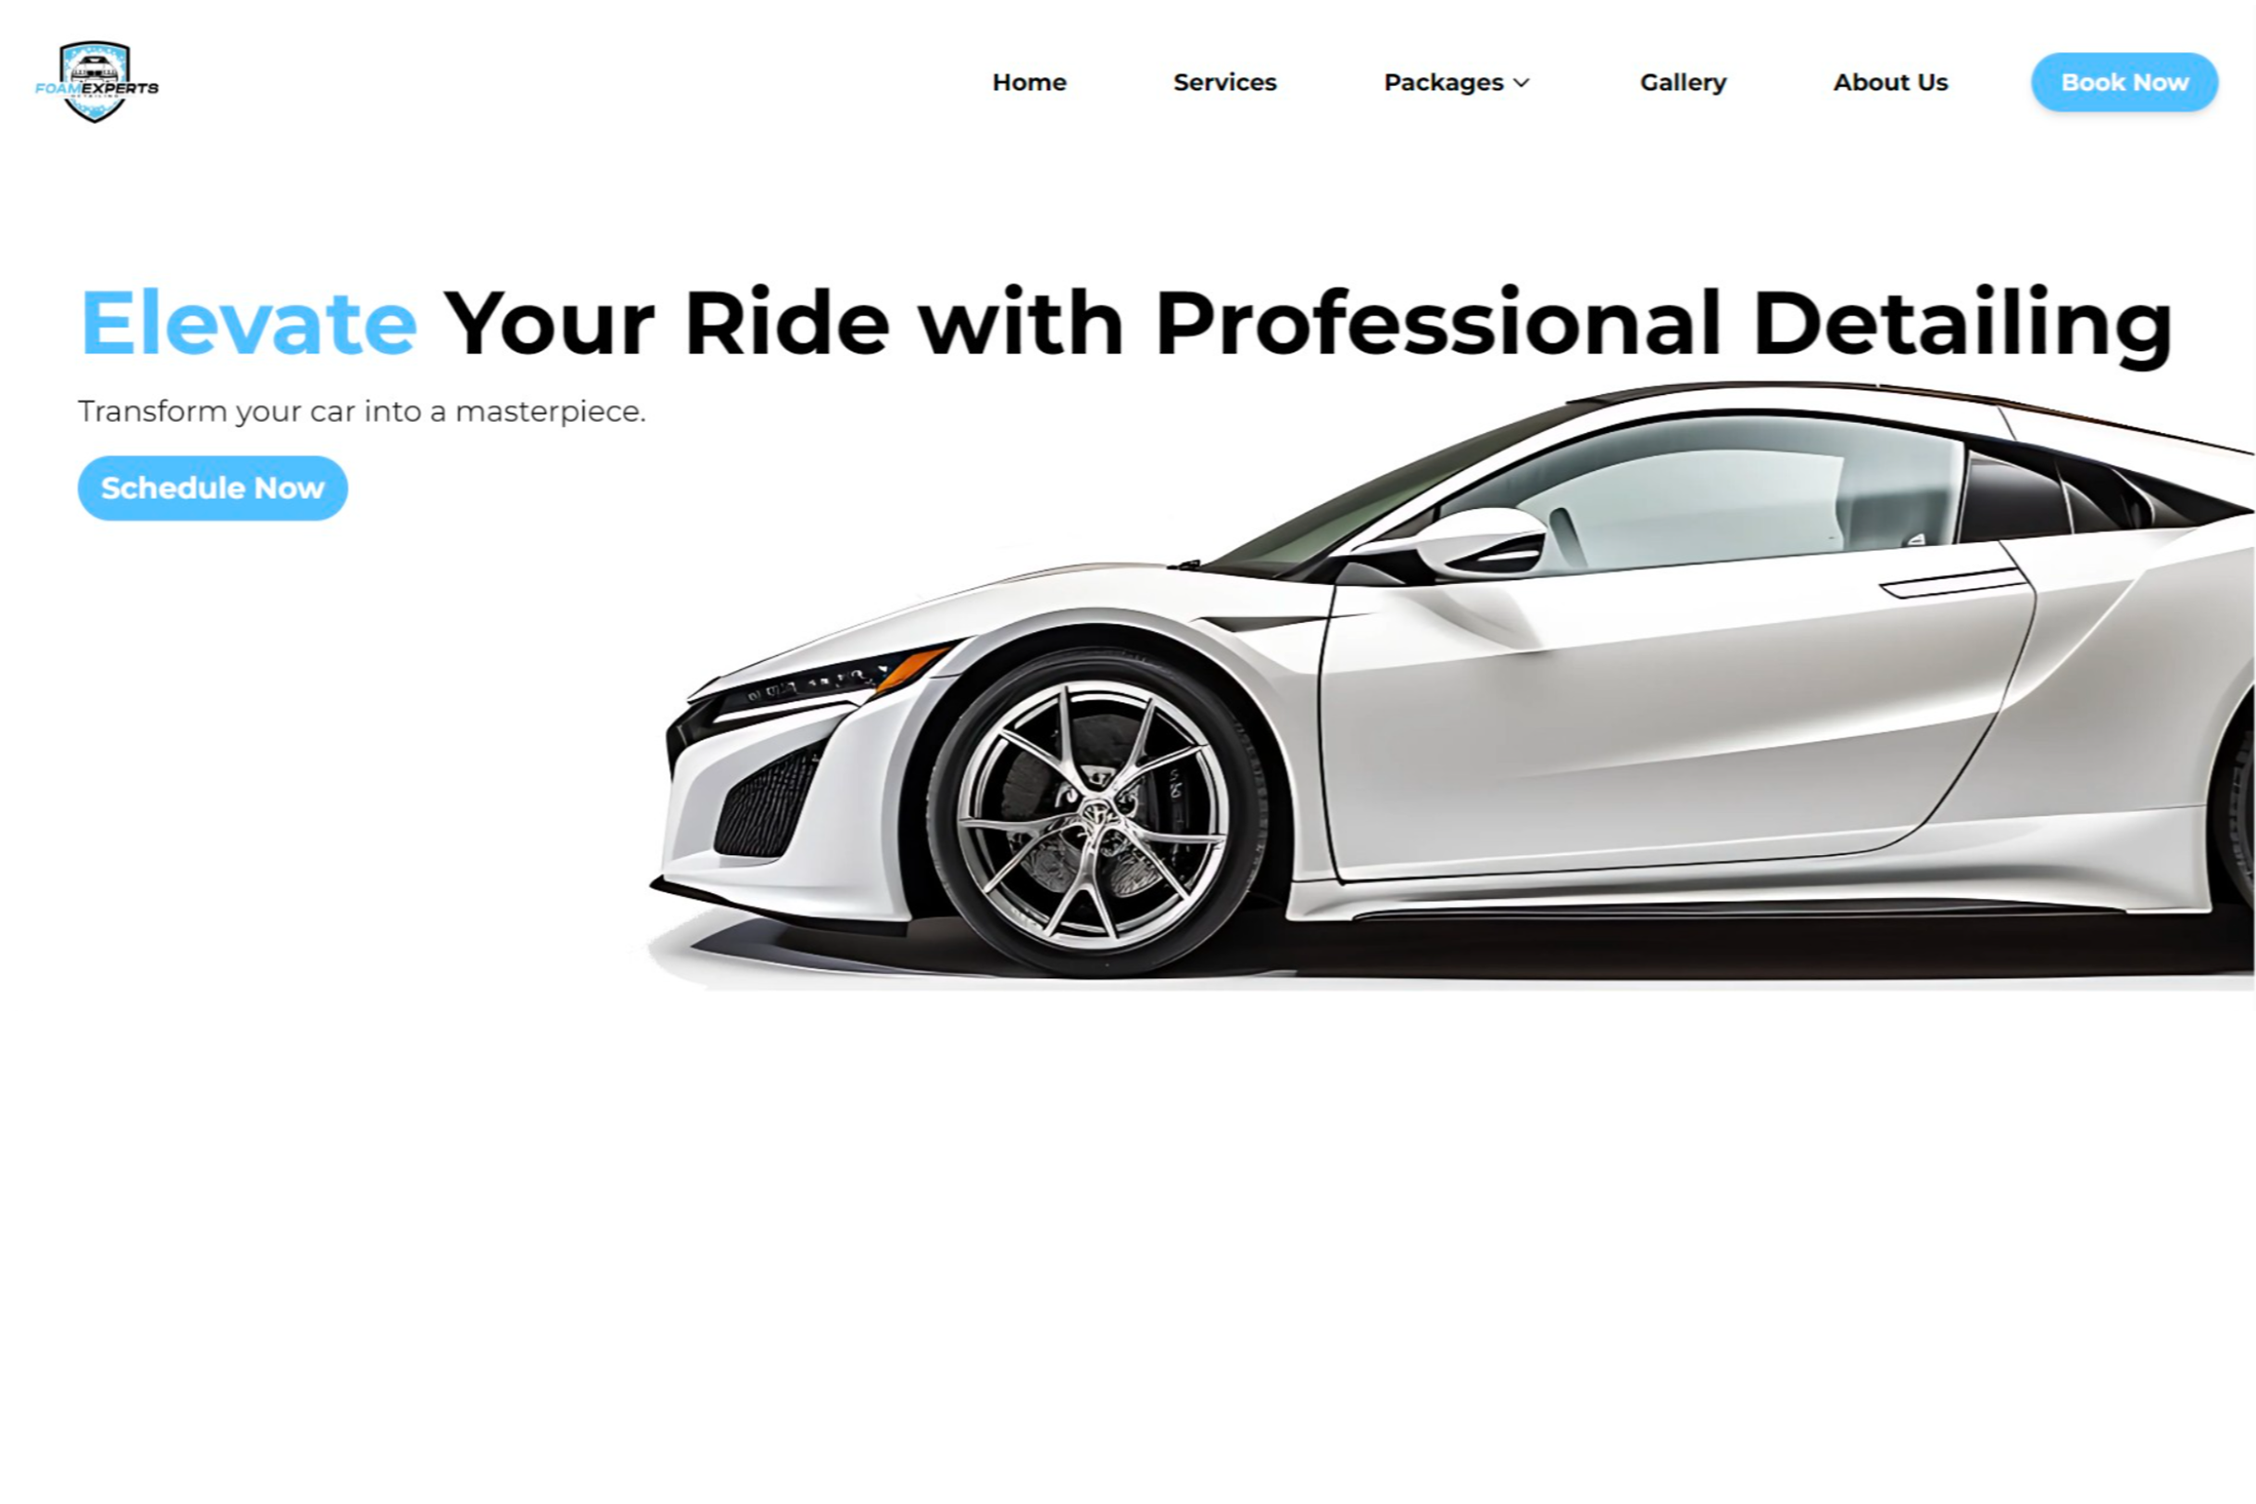 FOAMEXPERTS
DETAILING
Home
Services
Packages
Gallery
About Us
Book Now
Elevate Your Ride with Professional Detailing
Transform your car into a masterpiece.
Schedule Now